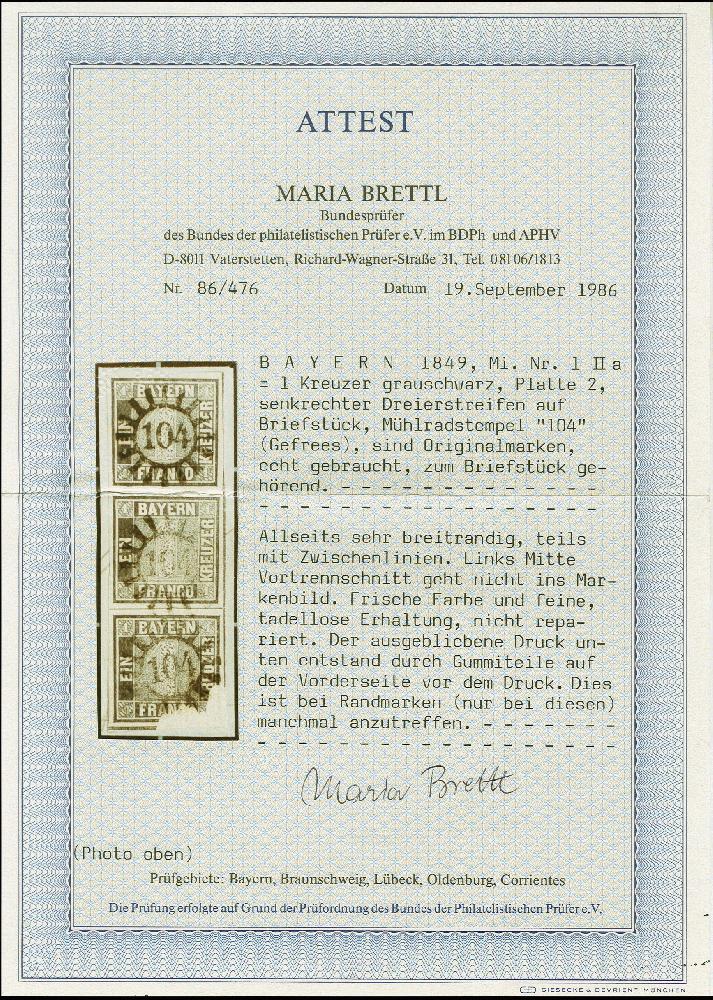 ATTEST
MARIA BRETTL
Bundesprüfer
des Bundes der philatelistischen Prüfer e.V. im BDPh und APHV
D-8011 Vaterstetten, Richard-Wagner-Straße 31, Tel. 08106/1813
Nr. 86/476 Datum 19.September 1986
B A Y E R N 1849, Mi. Nr. 1 II a
= 1 Kreuzer grauschwarz, Platte 2,
senkrechter Dreierstreifen auf
Briefstück, Mühlradstempel "104"
(Gefrees), sind Originalmarken,
echt gebraucht, zum Briefstück ge-
hörend. - - - - - - - - - - - - - -
- - - - - - - - - - - - - - - - - -
Allseits sehr breitrandig, teils
mit Zwischenlinien. Links Mitte
Vortrennschnitt geht nicht ins Mar-
kenbild. Frische Farbe und feine,
tadellose Erhaltung, nicht repa-
riert. Der ausgebliebene Druck un-
ten entstand durch Gummiteile auf
der Vorderseite vor dem Druck. Dies
ist bei Randmarken (nur bei diesen)
manchmal anzutreffen. - - - - - - -
- - - - - - - - - - - - - - - - - -
BAYERN
EIN
104
KREUZER
FRANCO
BAYERN
EIN
104
KREUZER
FRANCO
BAYERN
EIN
104
FRAN
Maria Brettl
(Photo oben)
Prüfgebiete: Bayern, Braunschweig, Lübeck, Oldenburg, Corrientes
Die Prüfung erfolgte auf Grund der Prüfordnung des Bundes der Philatelistischen Prüfer e.V.
GIESECKE & DEVRIENT MÜNCHEN